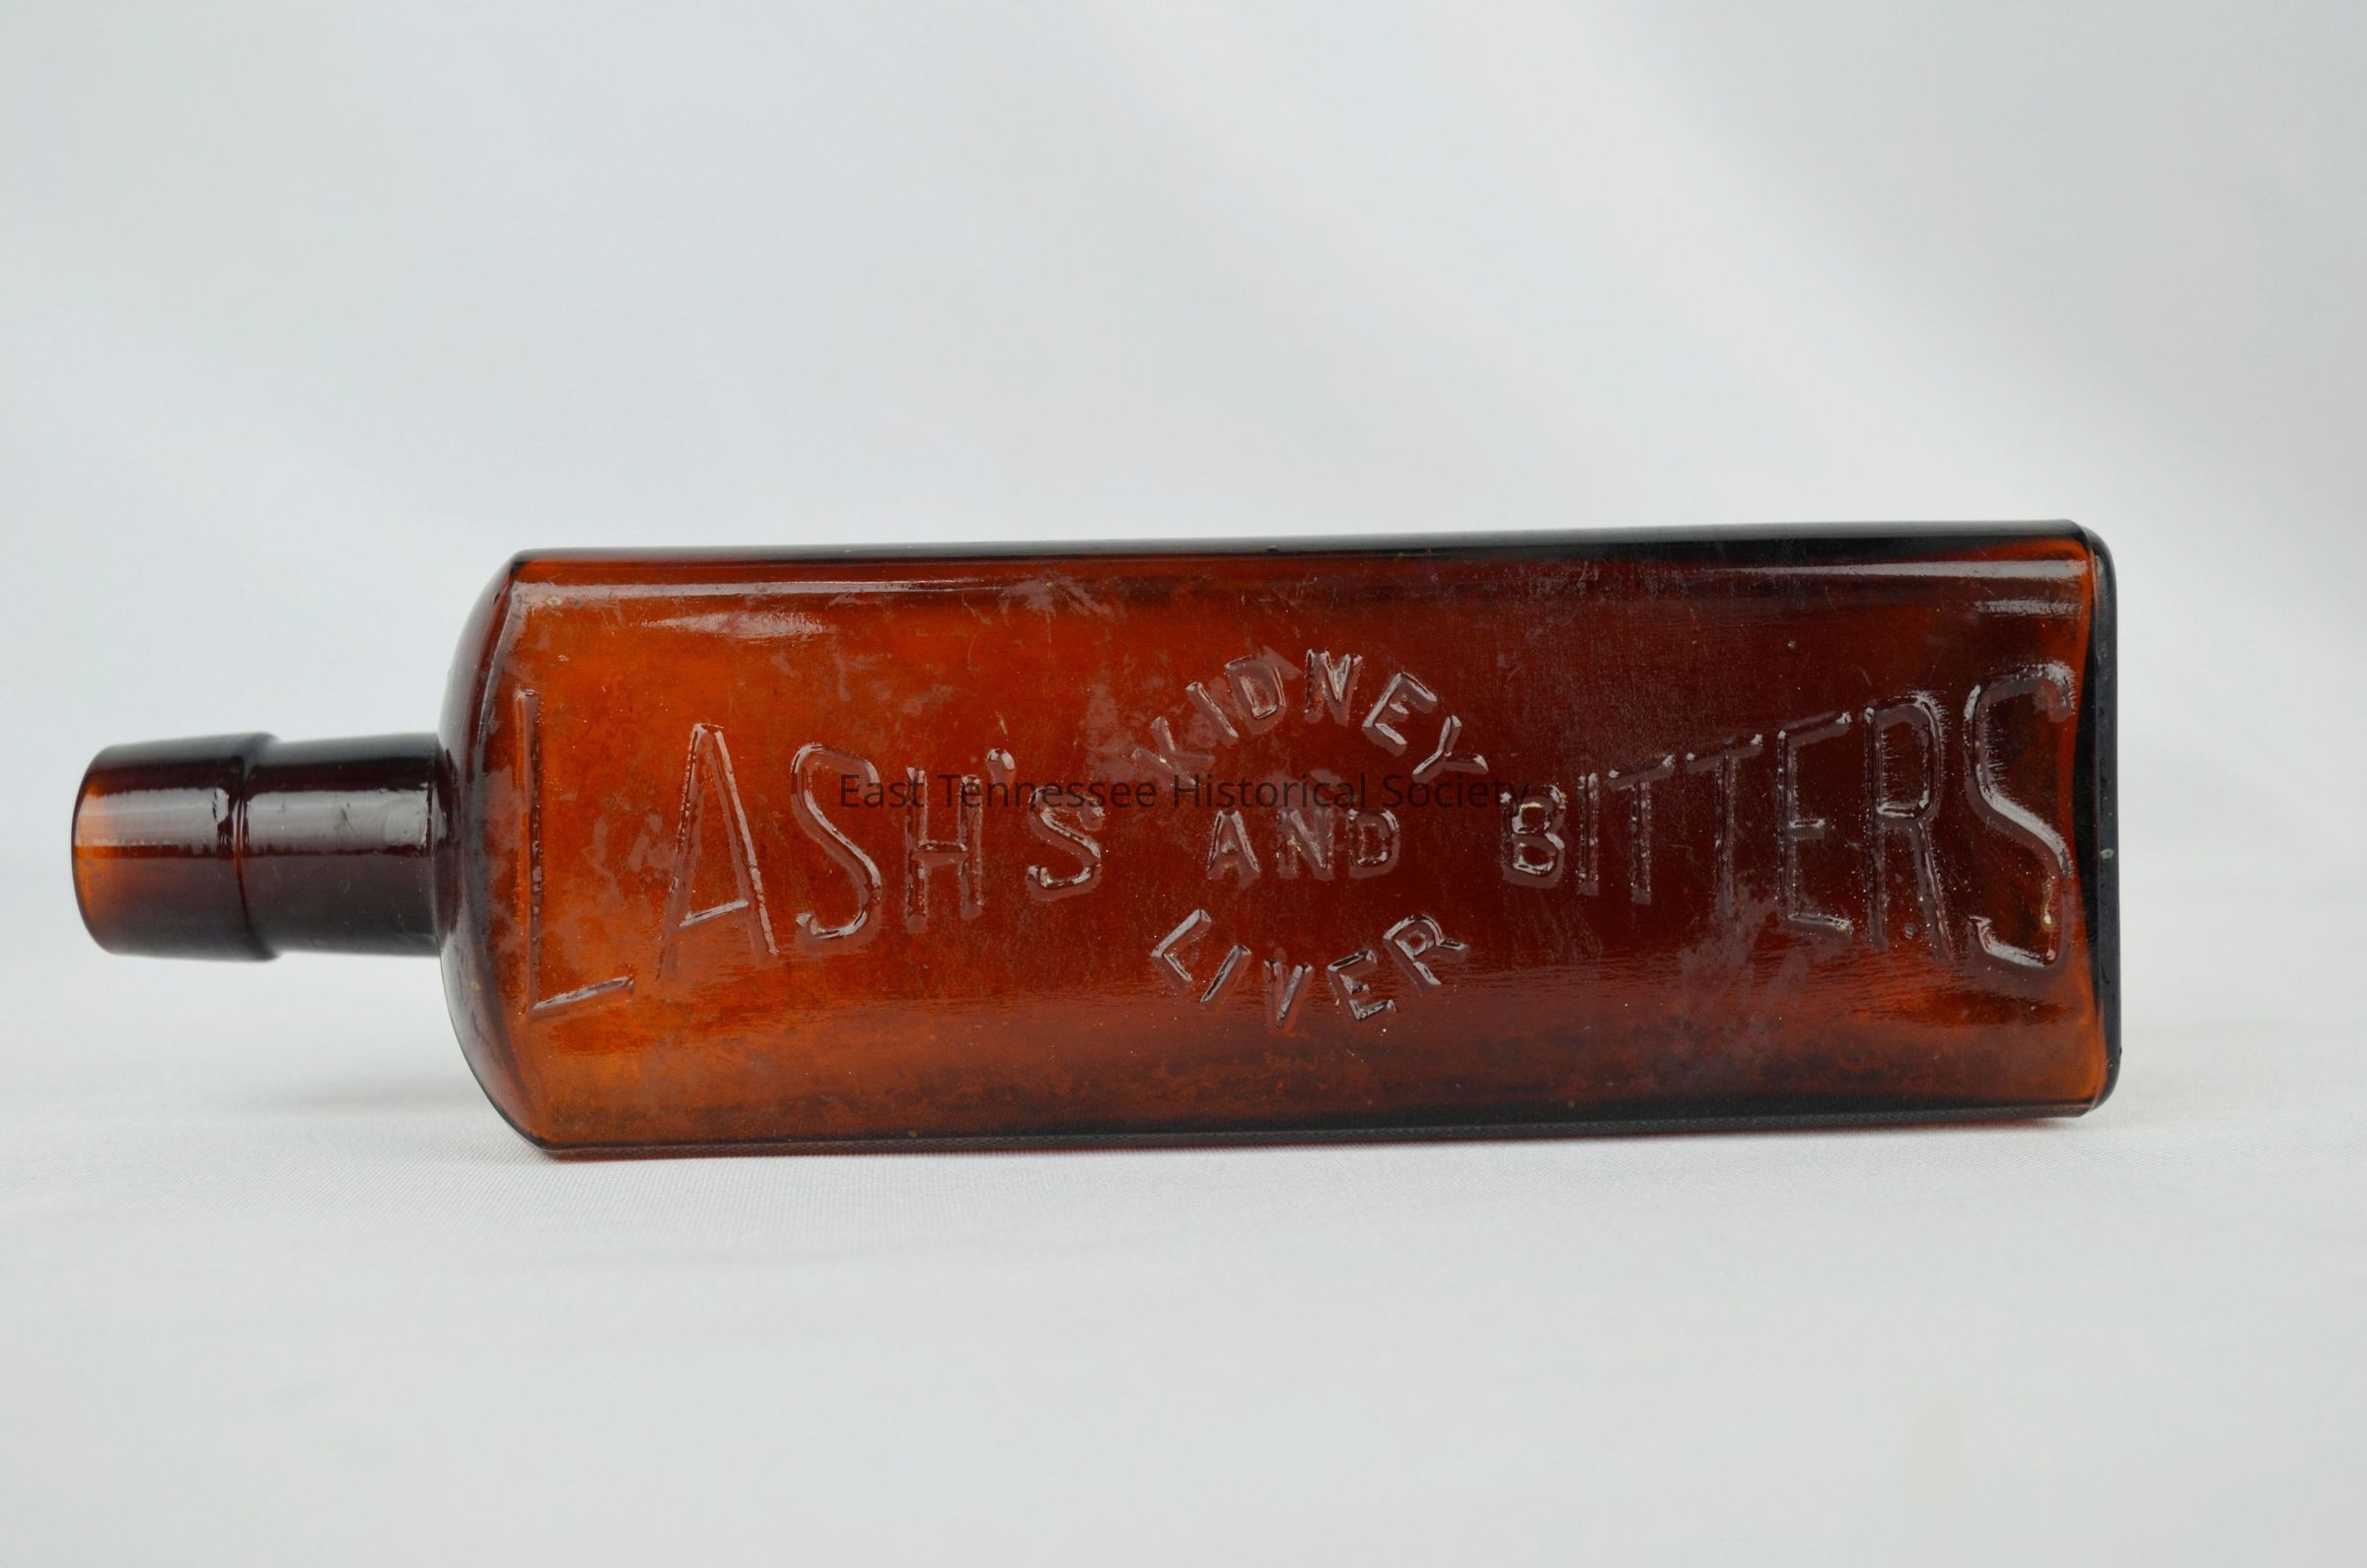 LASH'S
KIDNEY
AND
LIVER
BITTERS
East Tennessee Historical Society